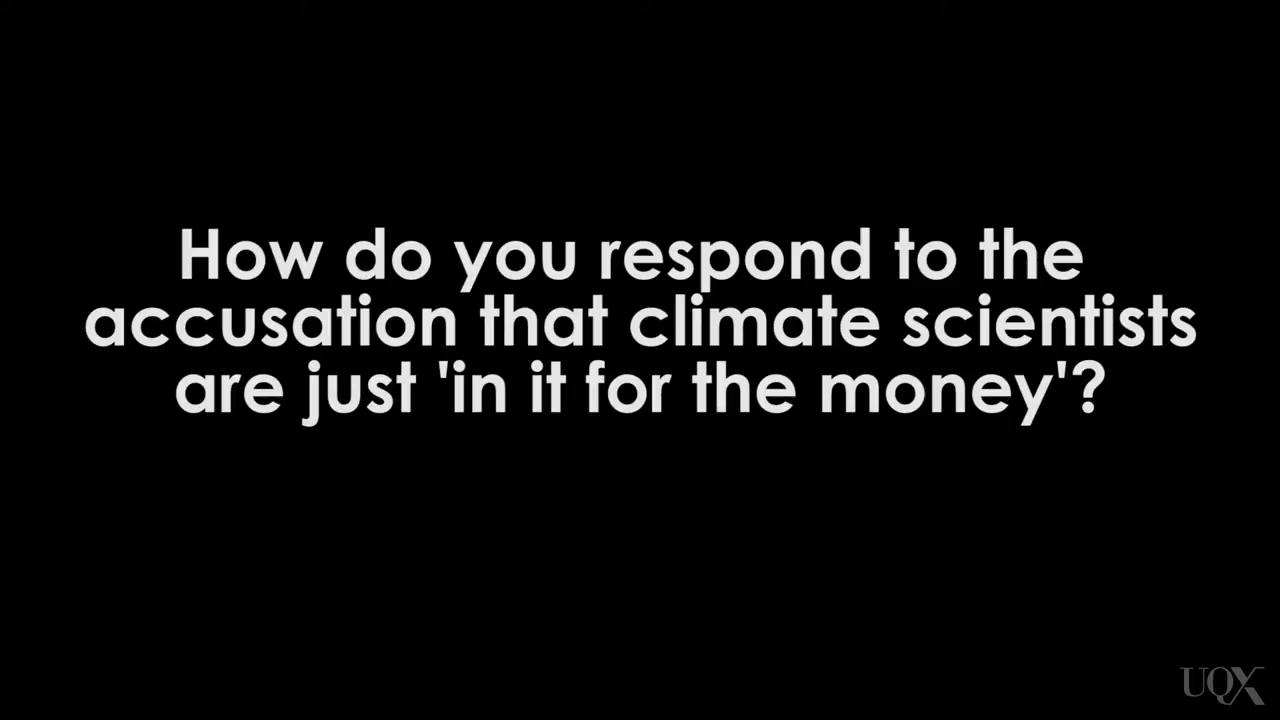 How do you respond to the
accusation that climate scientists
are just 'in it for the money'?
UQX